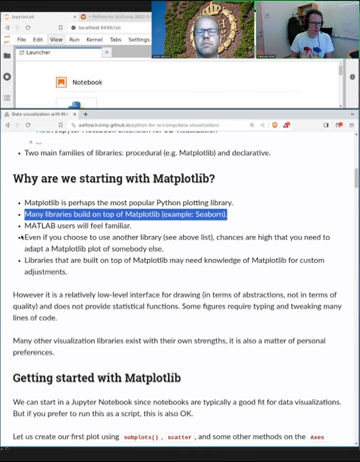 JupyterLab
Python for SciComp 2022
localhost:8888/lab
File Edit View Run Kernel Tabs Settings
Launcher
Notebook
Data visualization with M
aaltoscicomp.github.io/python-for-scicomp/data-visualization/
...
Two main families of libraries: procedural (e.g. Matplotlib) and declarative.
Why are we starting with Matplotlib?
Matplotlib is perhaps the most popular Python plotting library.
Many libraries build on top of Matplotlib (example: Seaborn).
MATLAB users will feel familiar.
Even if you choose to use another library (see above list), chances are high that you need to
adapt a Matplotlib plot of somebody else.
Libraries that are built on top of Matplotlib may need knowledge of Matplotlib for custom
adjustments.
However it is a relatively low-level interface for drawing (in terms of abstractions, not in terms of
quality) and does not provide statistical functions. Some figures require typing and tweaking many
lines of code.
Many other visualization libraries exist with their own strengths, it is also a matter of personal
preferences.
Getting started with Matplotlib
We can start in a Jupyter Notebook since notebooks are typically a good fit for data visualizations.
But if you prefer to run this as a script, this is also OK.
Let us create our first plot using subplots(), scatter, and some other methods on the Axes